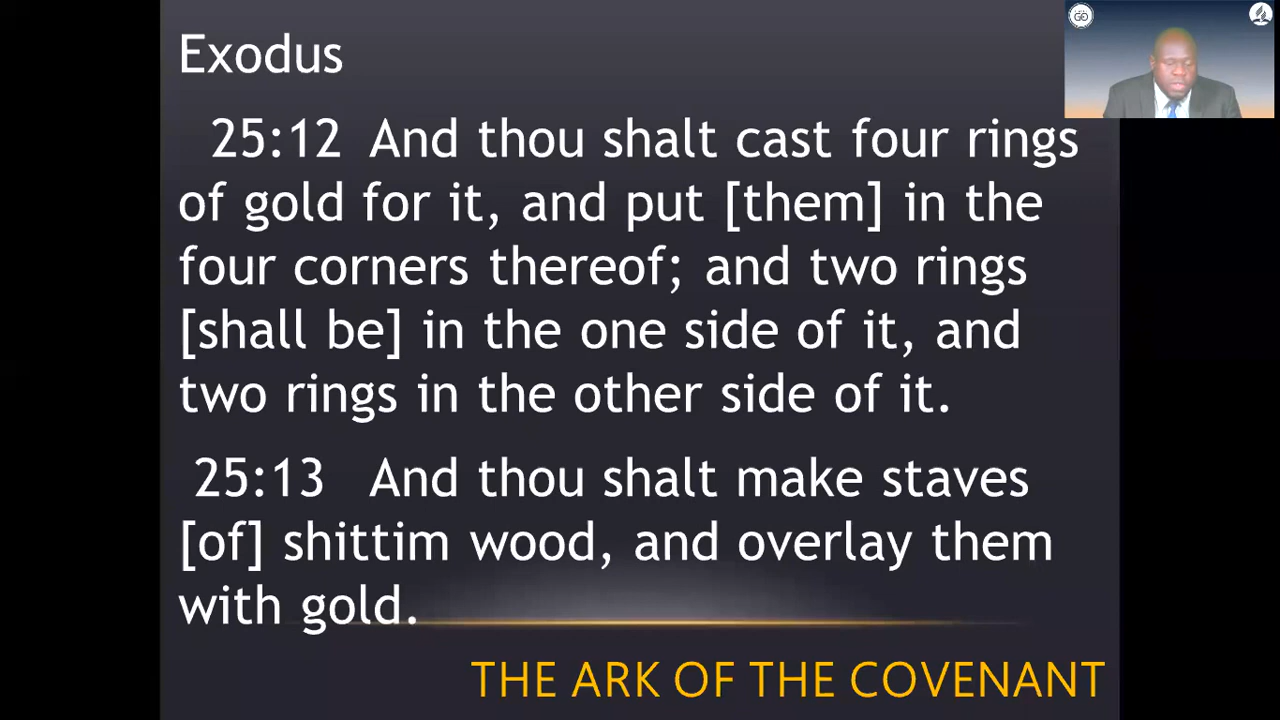 Exodus
25:12 And thou shalt cast four rings
of gold for it, and put [them] in the
four corners thereof; and two rings
[shall be] in the one side of it, and
two rings in the other side of it.
25:13 And thou shalt make staves
[of] shittim wood, and overlay them
with gold.
THE ARK OF THE COVENANT